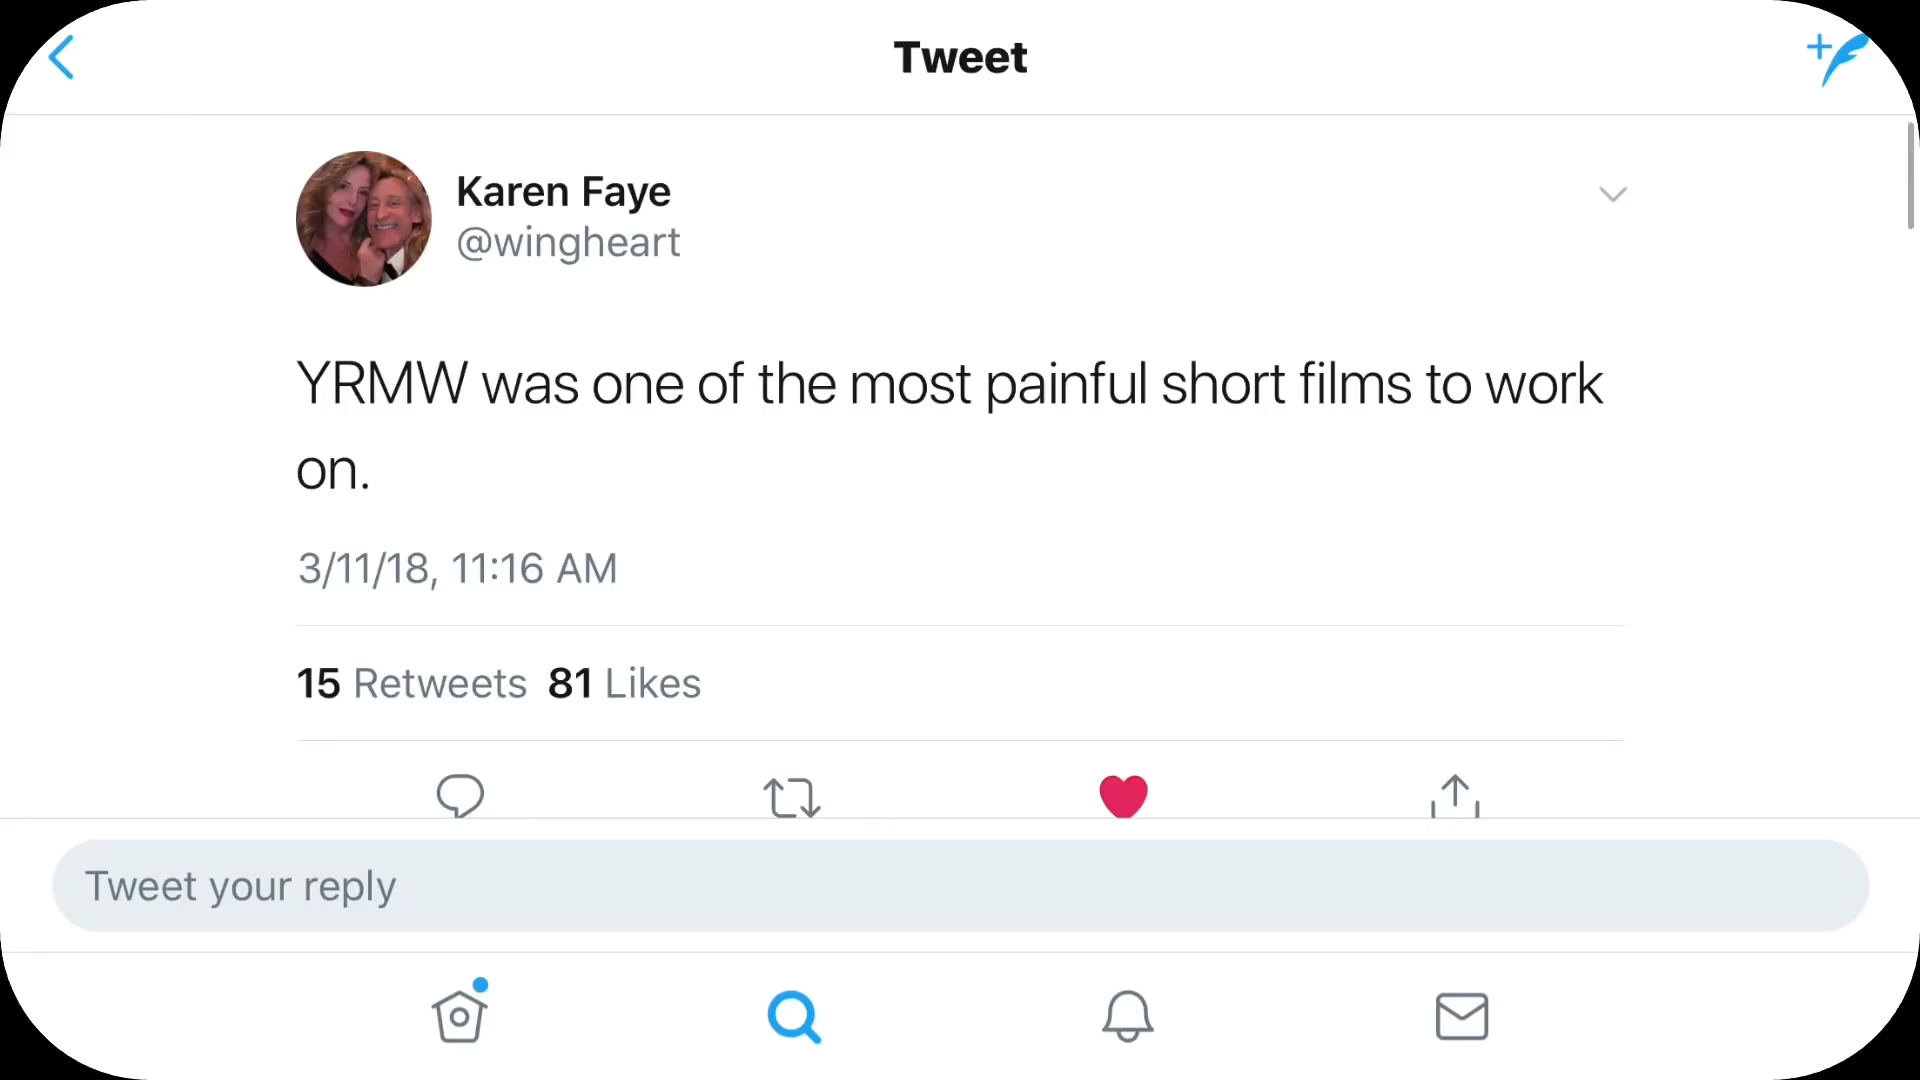 Tweet
Karen Faye
@wingheart
YRMW was one of the most painful short films to work
on.
3/11/18, 11:16 AM
15 Retweets 81 Likes
Tweet your reply